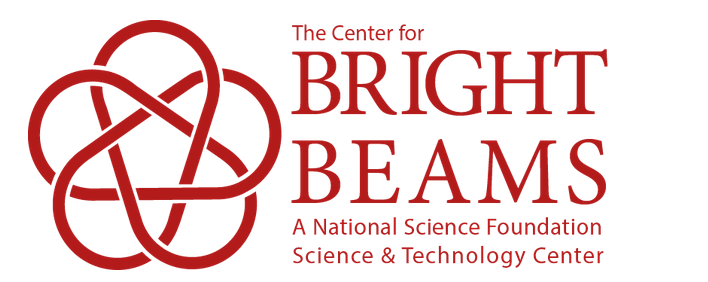 The Center for
BRIGHT
BEAMS
A National Science Foundation
Science & Technology Center